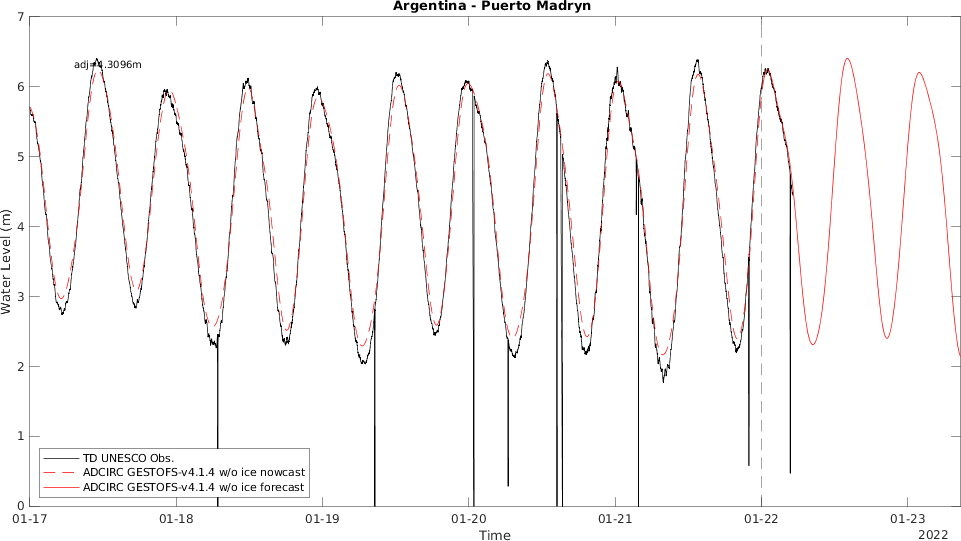 Argentina - Puerto Madryn
7
adj=4.3096m
6
5
4
3
2
1
0
Water Level (m)
TD UNESCO Obs.
ADCIRC GESTOFS-v4.1.4 w/o ice nowcast
ADCIRC GESTOFS-v4.1.4 w/o ice forecast
01-17 01-18 01-19 01-20 01-21 01-22 01-23
Time
2022